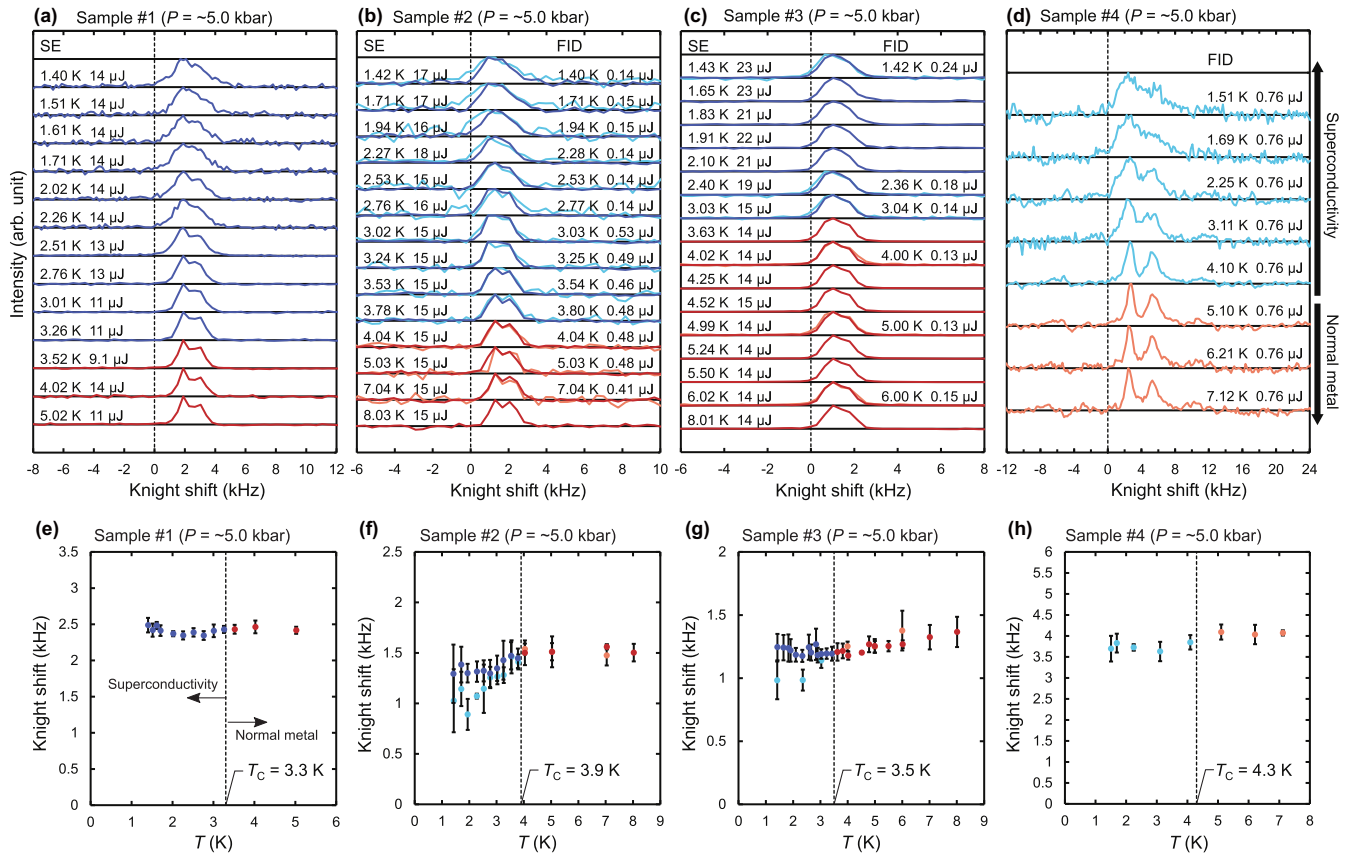 (a) Sample #1 (P = ~5.0 kbar)
SE
1.40 K 14 μJ
1.51 K 14 μJ
1.61 K 14 μJ
1.71 K 14 μJ
2.02 K 14 μJ
2.26 K 14 μJ
2.51 K 13 μJ
2.76 K 13 μJ
3.01 K 11 μJ
3.26 K 11 μJ
3.52 K 9.1 μJ
4.02 K 14 μJ
5.02 K 11 μJ
Intensity (arb. unit)
-8 -6 -4 -2 0 2 4 6 8 10 12
Knight shift (kHz)
(b) Sample #2 (P = ~5.0 kbar)
SE FID
1.42 K 17 μJ 1.40 K 0.14 μJ
1.71 K 17 μJ 1.71 K 0.15 μJ
1.94 K 16 μJ 1.94 K 0.15 μJ
2.27 K 18 μJ 2.28 K 0.14 μJ
2.53 K 15 μJ 2.53 K 0.14 μJ
2.76 K 16 μJ 2.77 K 0.14 μJ
3.02 K 15 μJ 3.03 K 0.53 μJ
3.24 K 15 μJ 3.25 K 0.49 μJ
3.53 K 15 μJ 3.54 K 0.46 μJ
3.78 K 15 μJ 3.80 K 0.48 μJ
4.04 K 15 μJ 4.04 K 0.48 μJ
5.03 K 15 μJ 5.03 K 0.48 μJ
7.04 K 15 μJ 7.04 K 0.41 μJ
8.03 K 15 μJ
-6 -4 -2 0 2 4 6 8 10
Knight shift (kHz)
(c) Sample #3 (P = ~5.0 kbar)
SE FID
1.43 K 23 μJ 1.42 K 0.24 μJ
1.65 K 23 μJ
1.83 K 21 μJ
1.91 K 22 μJ
2.10 K 21 μJ
2.40 K 19 μJ 2.36 K 0.18 μJ
3.03 K 15 μJ 3.04 K 0.14 μJ
3.63 K 14 μJ
4.02 K 14 μJ 4.00 K 0.13 μJ
4.25 K 14 μJ
4.52 K 15 μJ
4.99 K 14 μJ 5.00 K 0.13 μJ
5.24 K 14 μJ
5.50 K 14 μJ
6.02 K 14 μJ 6.00 K 0.15 μJ
8.01 K 14 μJ
-6 -4 -2 0 2 4 6 8
Knight shift (kHz)
(d) Sample #4 (P = ~5.0 kbar)
FID
1.51 K 0.76 μJ
1.69 K 0.76 μJ
2.25 K 0.76 μJ
3.11 K 0.76 μJ
4.10 K 0.76 μJ
5.10 K 0.76 μJ
6.21 K 0.76 μJ
7.12 K 0.76 μJ
Superconductivity
Normal metal
-12 -8 -4 0 4 8 12 16 20 24
Knight shift (kHz)
(e) Sample #1 (P = ~5.0 kbar)
3.5
3
2.5
2
1.5
1
0.5
0
Knight shift (kHz)
Superconductivity
Normal metal
TC = 3.3 K
0 1 2 3 4 5 6
T (K)
(f) Sample #2 (P = ~5.0 kbar)
2.5
2
1.5
1
0.5
0
Knight shift (kHz)
TC = 3.9 K
0 1 2 3 4 5 6 7 8 9
T (K)
(g) Sample #3 (P = ~5.0 kbar)
2
1.6
1.2
0.6
0
Knight shift (kHz)
TC = 3.5 K
0 1 2 3 4 5 6 7 8 9
T (K)
(h) Sample #4 (P = ~5.0 kbar)
6
5.5
5
4.5
4
3.5
3
2.5
2
1.5
1
0.5
0
Knight shift (kHz)
TC = 4.3 K
0 1 2 3 4 5 6 7 8
T (K)